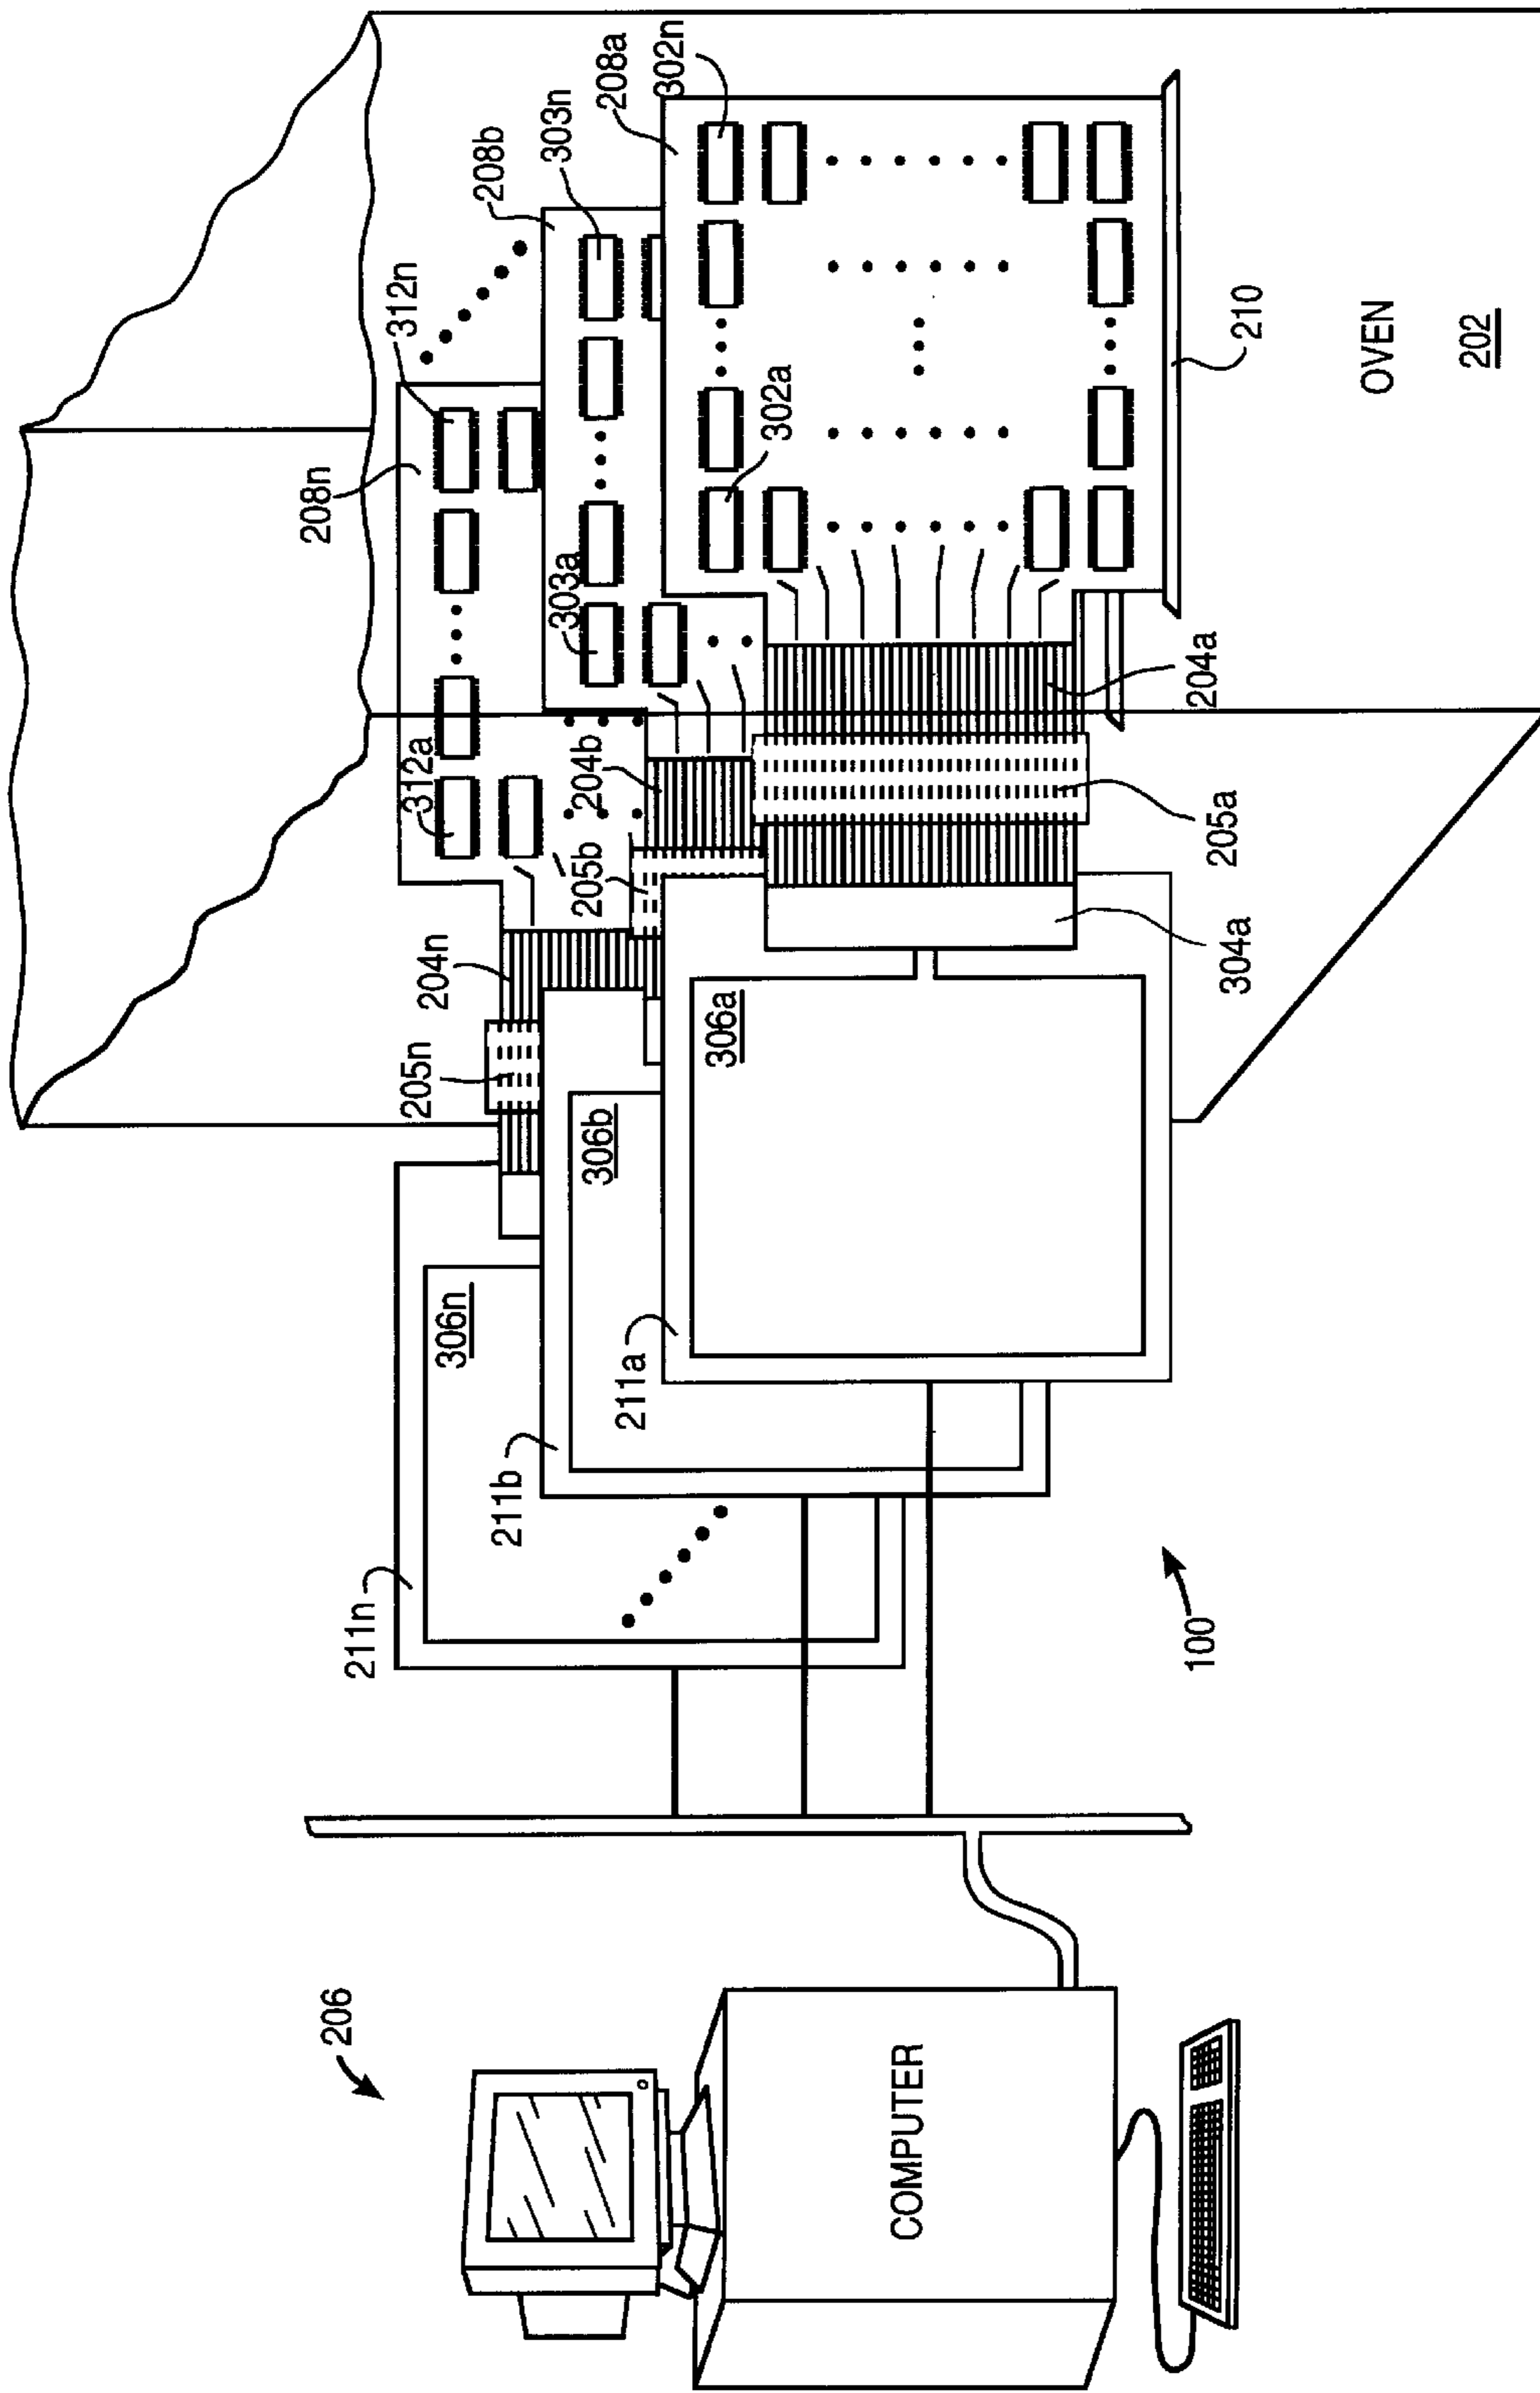 206
COMPUTER
100
211n
211b
211a
306n
306b
306a
205n
204n
205b
204b
304a
205a
204a
312a
303a
302a
208n
312n
208b
303n
208a
302n
210
OVEN
202